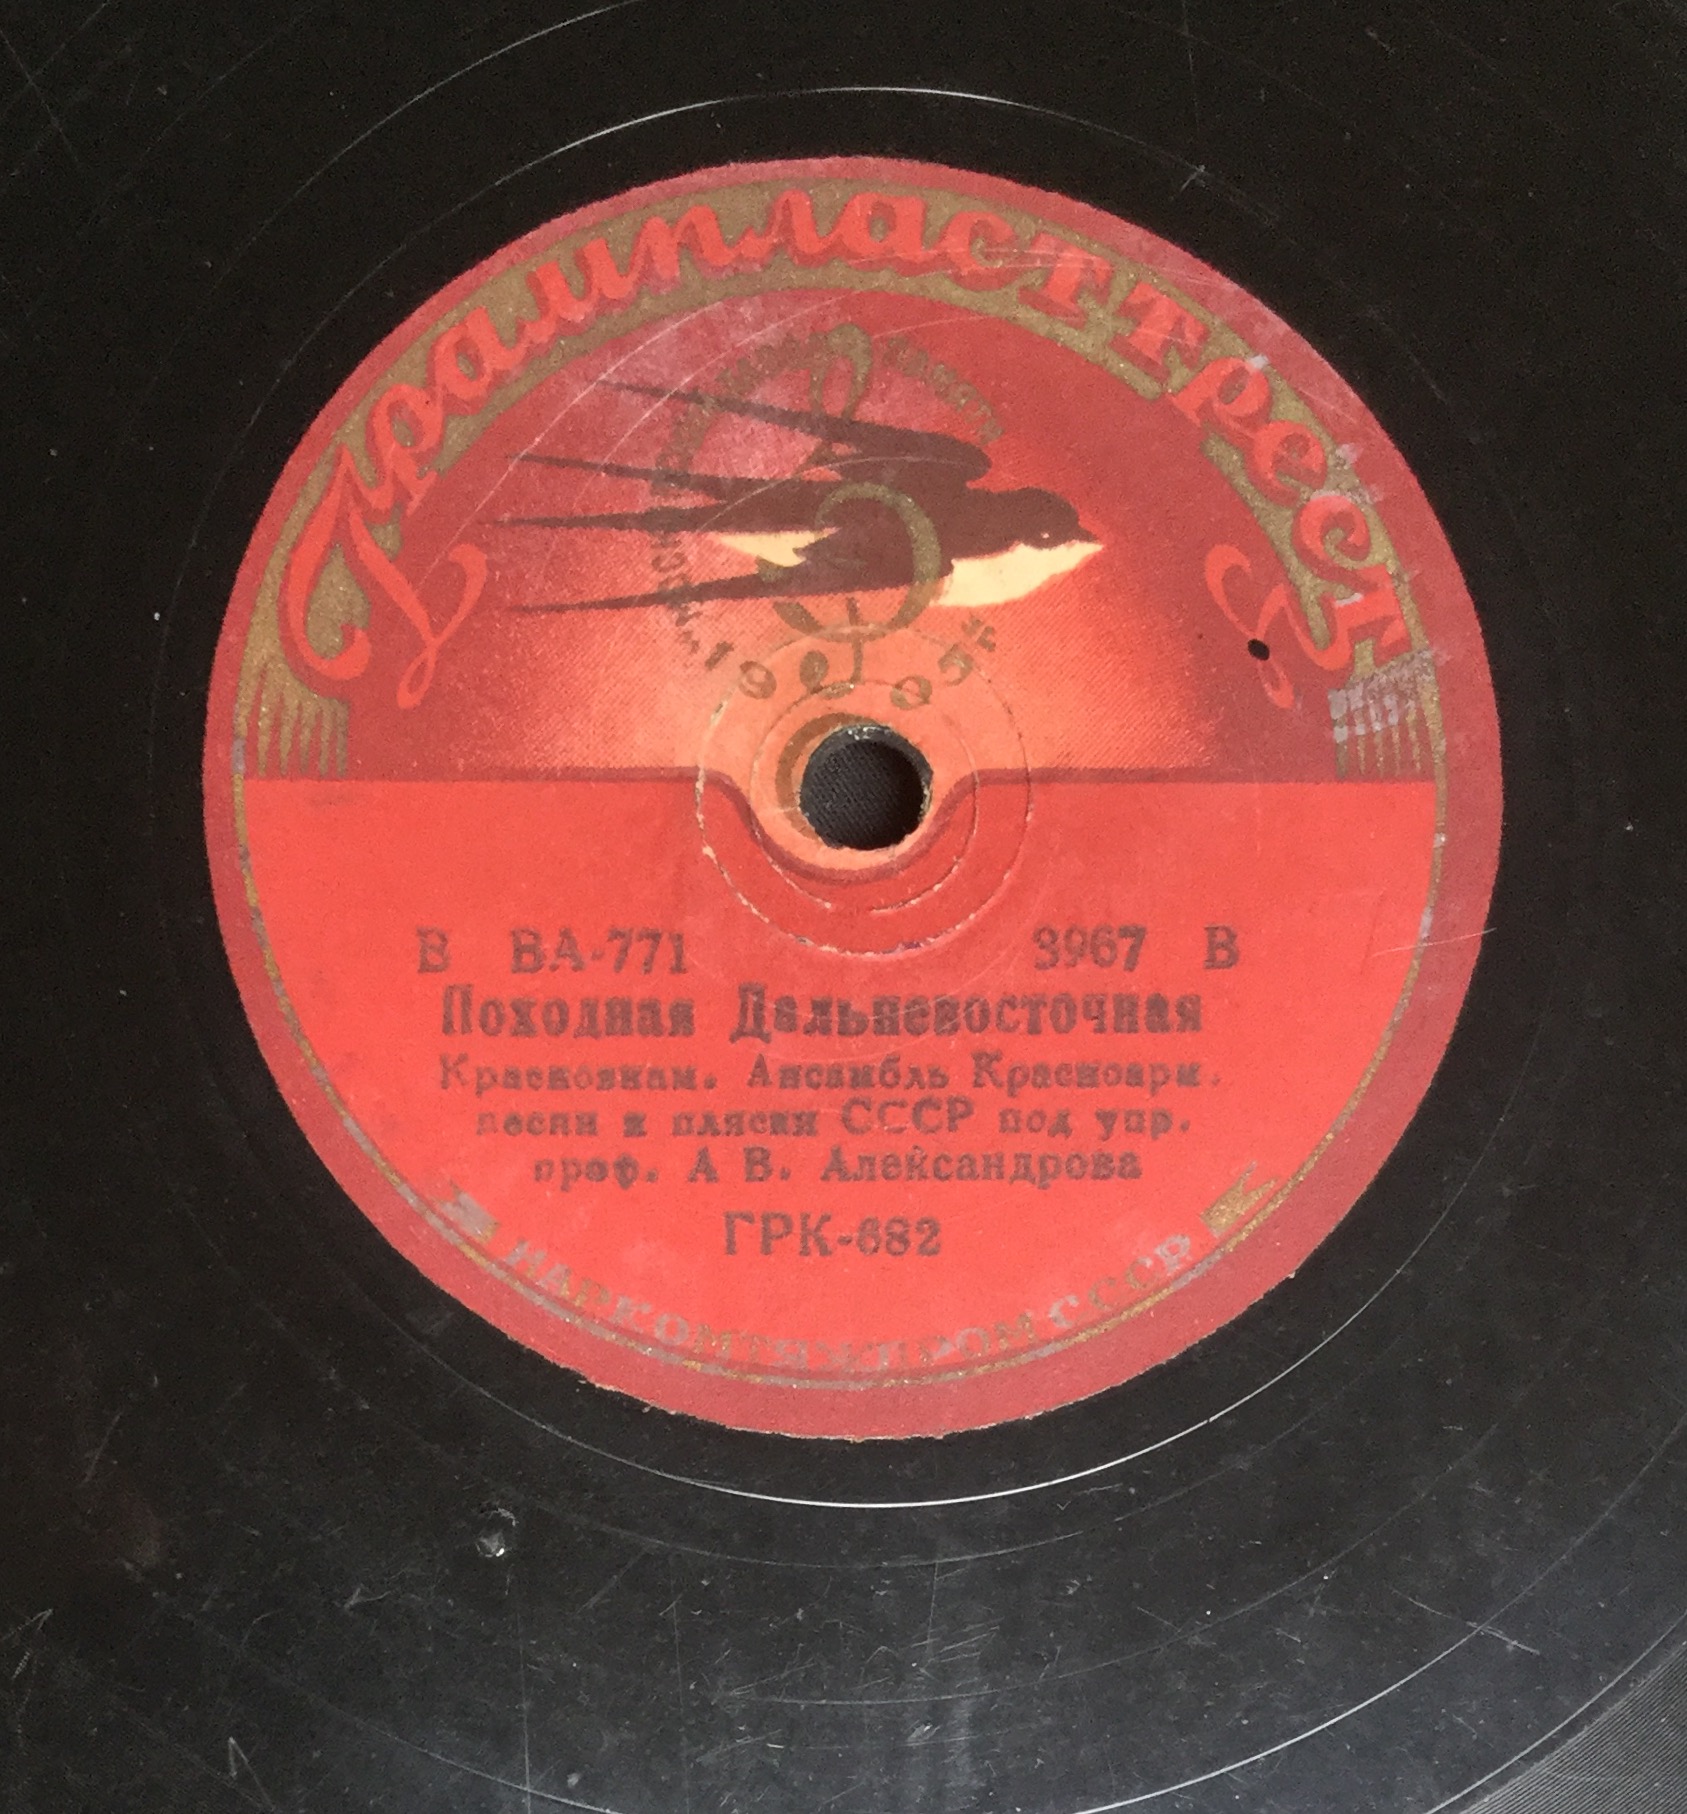 Грампласттрест
"1905 г."
В ВА-771 3967 В
Походная Дальневосточная
Краснознам. Ансамбль Красноарм.
песни и пляски СССР под упр.
проф. А В. Александрова
ГРК-682
НАРКОМТЯЖПРОМ СССР